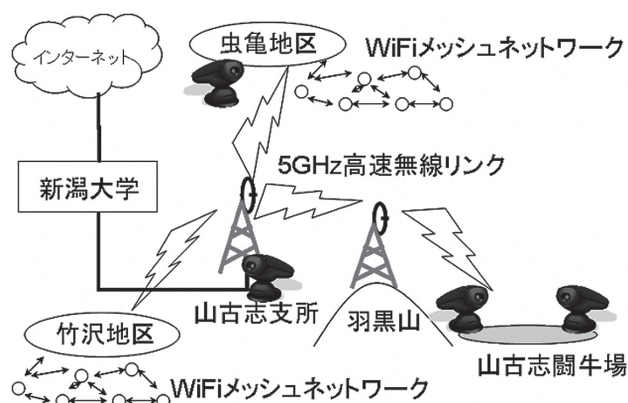 インターネット
虫亀地区
WiFiメッシュネットワーク
新潟大学
5GHz高速無線リンク
山古志支所
羽黒山
竹沢地区
山古志闘牛場
WiFiメッシュネットワーク